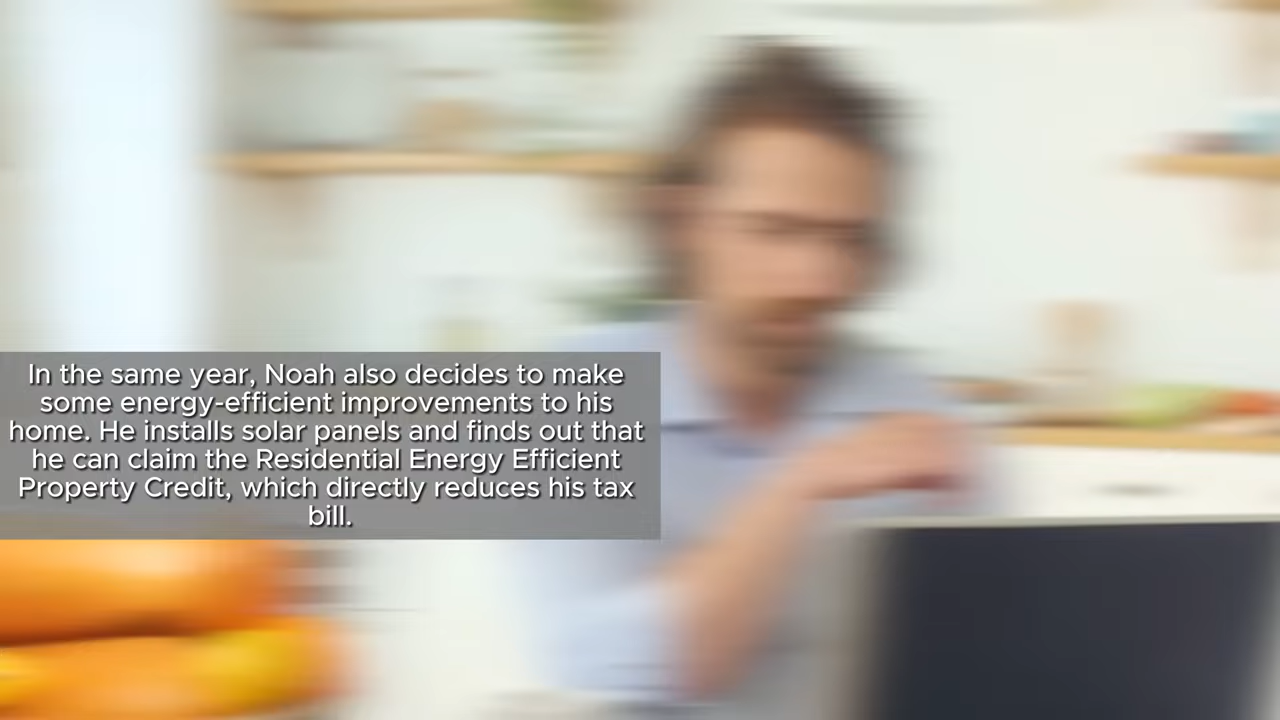 In the same year, Noah also decides to make
some energy-efficient improvements to his
home. He installs solar panels and finds out that
he can claim the Residential Energy Efficient
Property Credit, which directly reduces his tax
bill.